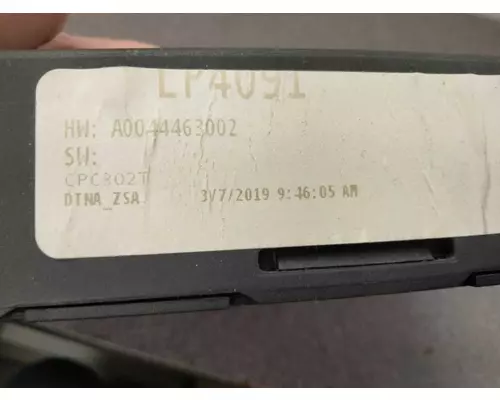 LP4091
HW: A0044463002
SW:
CPC302T
DTNA_ZSA 3/7/2019 9:46:05 AM